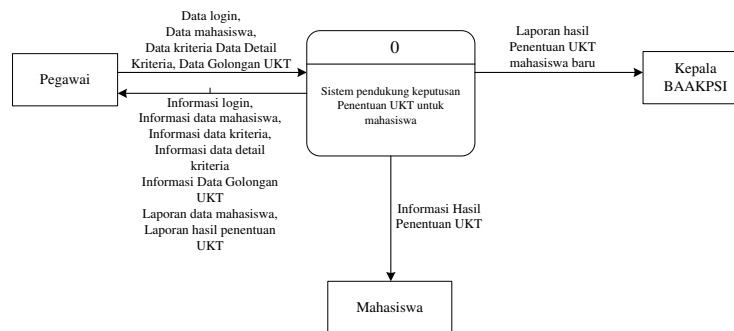 Data login,
Data mahasiswa,
Data kriteria Data Detail
Kriteria, Data Golongan UKT
Pegawai
Informasi login,
Informasi data mahasiswa,
Informasi data kriteria,
Informasi data detail
kriteria
Informasi Data Golongan
UKT
Laporan data mahasiswa,
Laporan hasil penentuan
UKT
0
Sistem pendukung keputusan
Penentuan UKT untuk
mahasiswa
Laporan hasil
Penentuan UKT
mahasiswa baru
Kepala
BAAKPSI
Informasi Hasil
Penentuan UKT
Mahasiswa